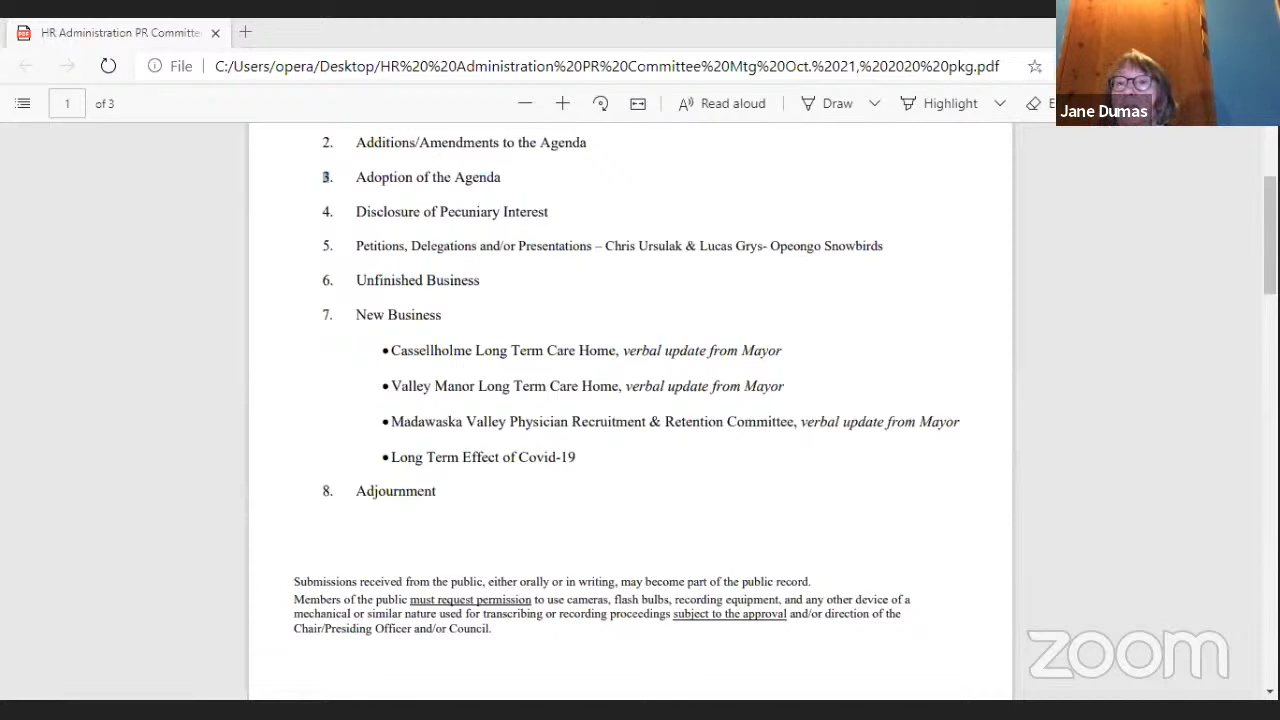 HR Administration PR Committe
File
C:/Users/opera/Desktop/HR%20%20Administration%20PR%20Committee%20Mtg%20Oct.%2021,%202020%20pkg.pdf
1 of 3
Read aloud
Draw
Highlight
Jane Dumas
2. Additions/Amendments to the Agenda
3. Adoption of the Agenda
4. Disclosure of Pecuniary Interest
5. Petitions, Delegations and/or Presentations – Chris Ursulak & Lucas Grys- Opeongo Snowbirds
6. Unfinished Business
7. New Business
• Cassellholme Long Term Care Home, verbal update from Mayor
• Valley Manor Long Term Care Home, verbal update from Mayor
• Madawaska Valley Physician Recruitment & Retention Committee, verbal update from Mayor
• Long Term Effect of Covid-19
8. Adjournment
Submissions received from the public, either orally or in writing, may become part of the public record.
Members of the public must request permission to use cameras, flash bulbs, recording equipment, and any other device of a
mechanical or similar nature used for transcribing or recording proceedings subject to the approval and/or direction of the
Chair/Presiding Officer and/or Council.
zoom